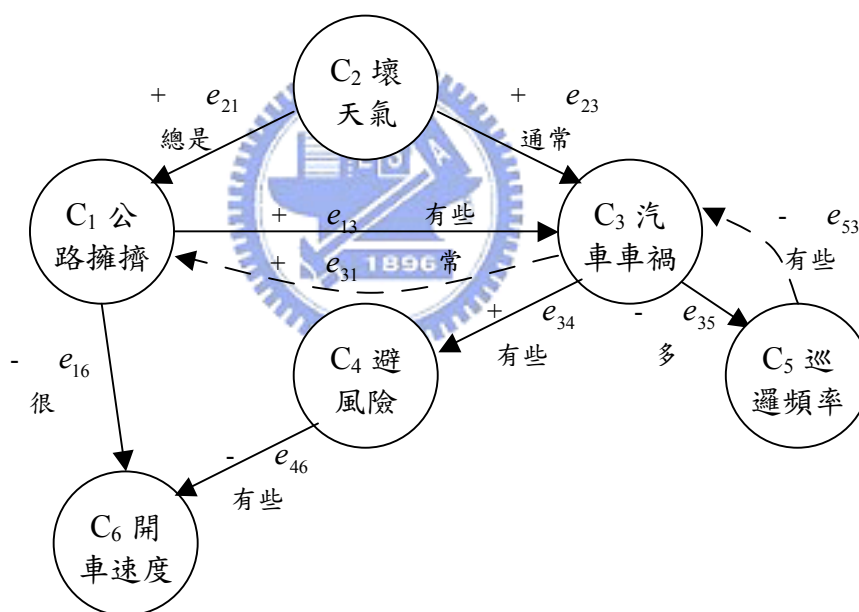 C2 壞
天氣
+ e21
總是
+ e23
通常
C1 公
路擁擠
+ e13 有些
+ e31 常
1896
C3 汽
車車禍
- e53
有些
+ e34
有些
- e35
多
- e16
很
C4 避
風險
C5 巡
邏頻率
- e46
有些
C6 開
車速度